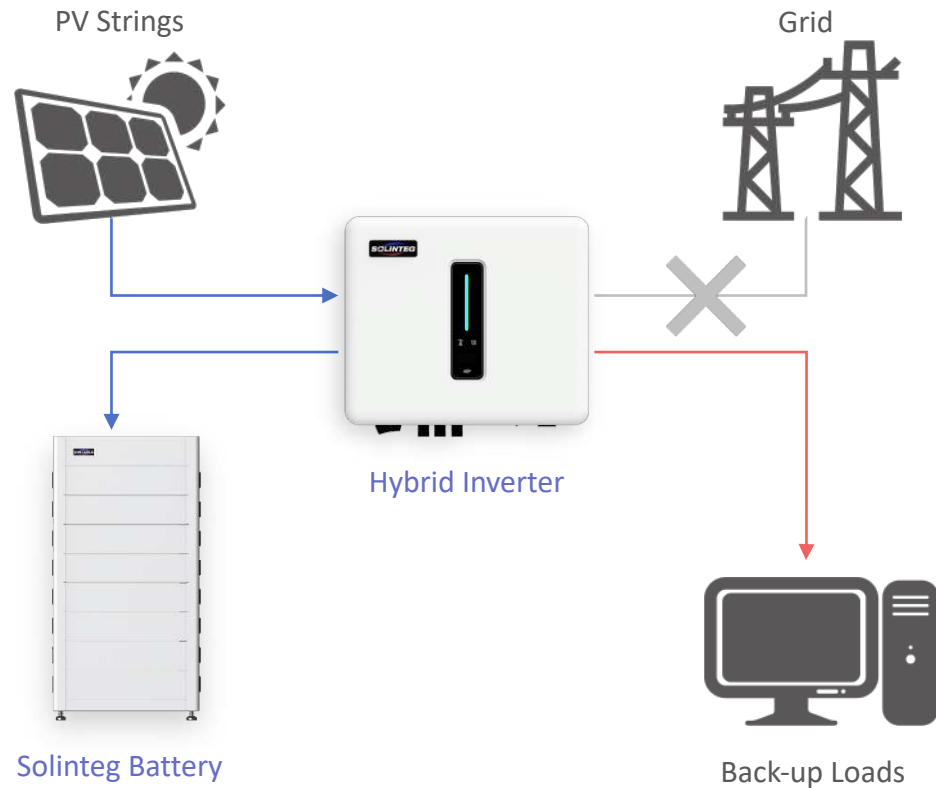 PV Strings
Grid
SOLINTEG
Hybrid Inverter
Solinteg Battery
Back-up Loads